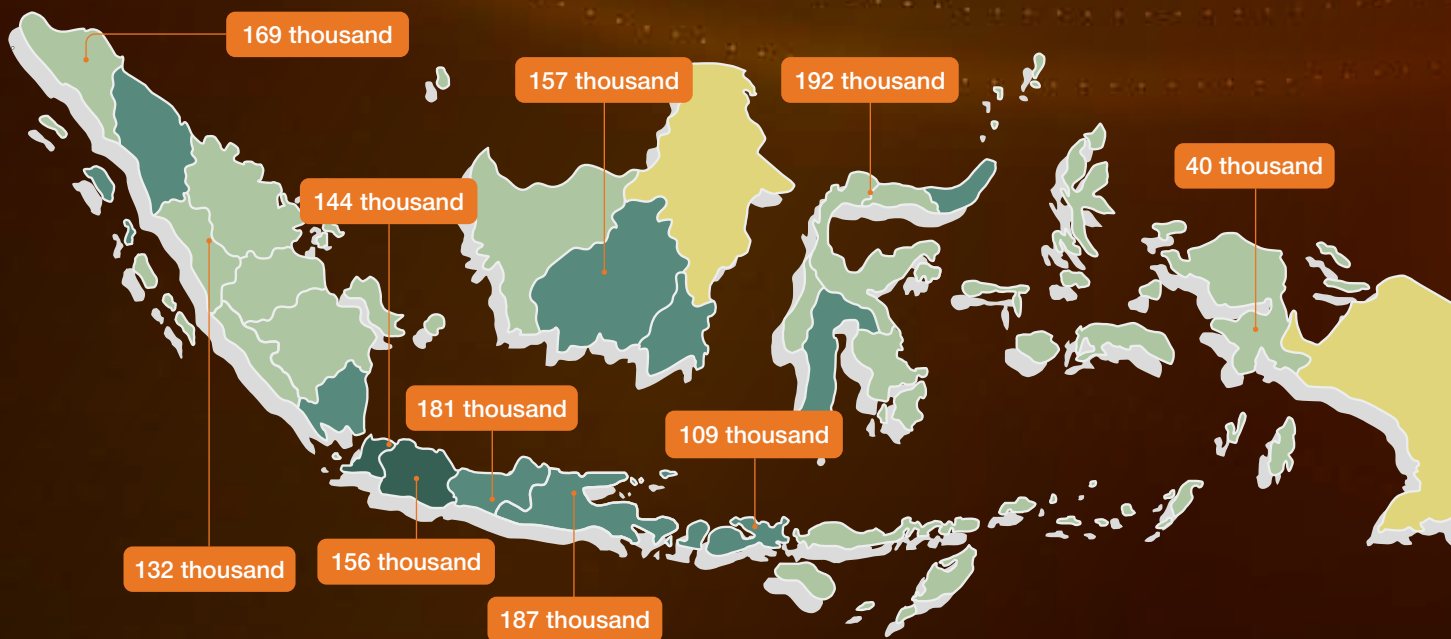 169 thousand
157 thousand
192 thousand
40 thousand
144 thousand
181 thousand
109 thousand
132 thousand
156 thousand
187 thousand